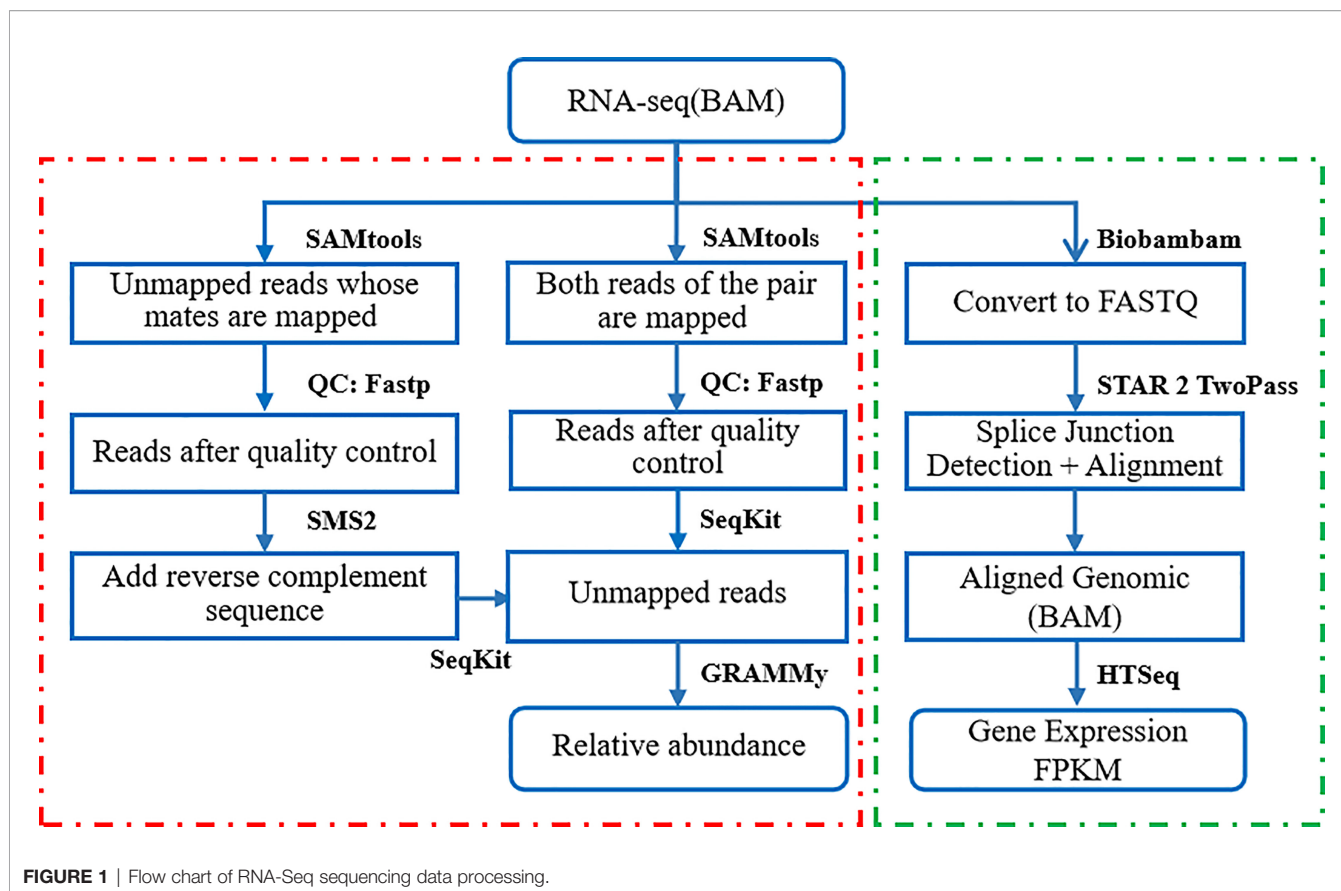 RNA-seq(BAM)
SAMtools
SAMtools
Biobambam
Unmapped reads whose
mates are mapped
Both reads of the pair
are mapped
Convert to FASTQ
QC: Fastp
QC: Fastp
STAR 2 TwoPass
Reads after quality control
Reads after quality
control
Splice Junction
Detection + Alignment
SMS2
SeqKit
Add reverse complement
sequence
Unmapped reads
Aligned Genomic
(BAM)
SeqKit
GRAMMy
HTSeq
Relative abundance
Gene Expression
FPKM
FIGURE 1 | Flow chart of RNA-Seq sequencing data processing.